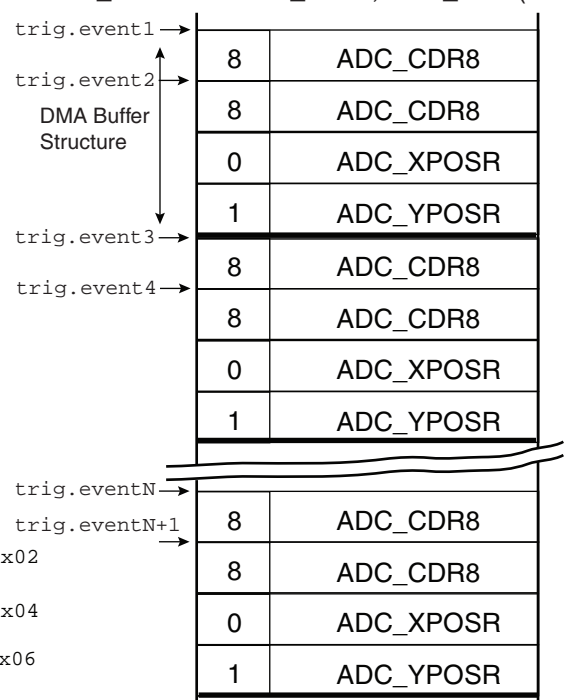 trig.event1
8 ADC_CDR8
trig.event2
DMA Buffer
Structure
8 ADC_CDR8
0 ADC_XPOSR
1 ADC_YPOSR
trig.event3
8 ADC_CDR8
trig.event4
8 ADC_CDR8
0 ADC_XPOSR
1 ADC_YPOSR
trig.eventN
8 ADC_CDR8
trig.eventN+1
x02
8 ADC_CDR8
x04
0 ADC_XPOSR
x06
1 ADC_YPOSR